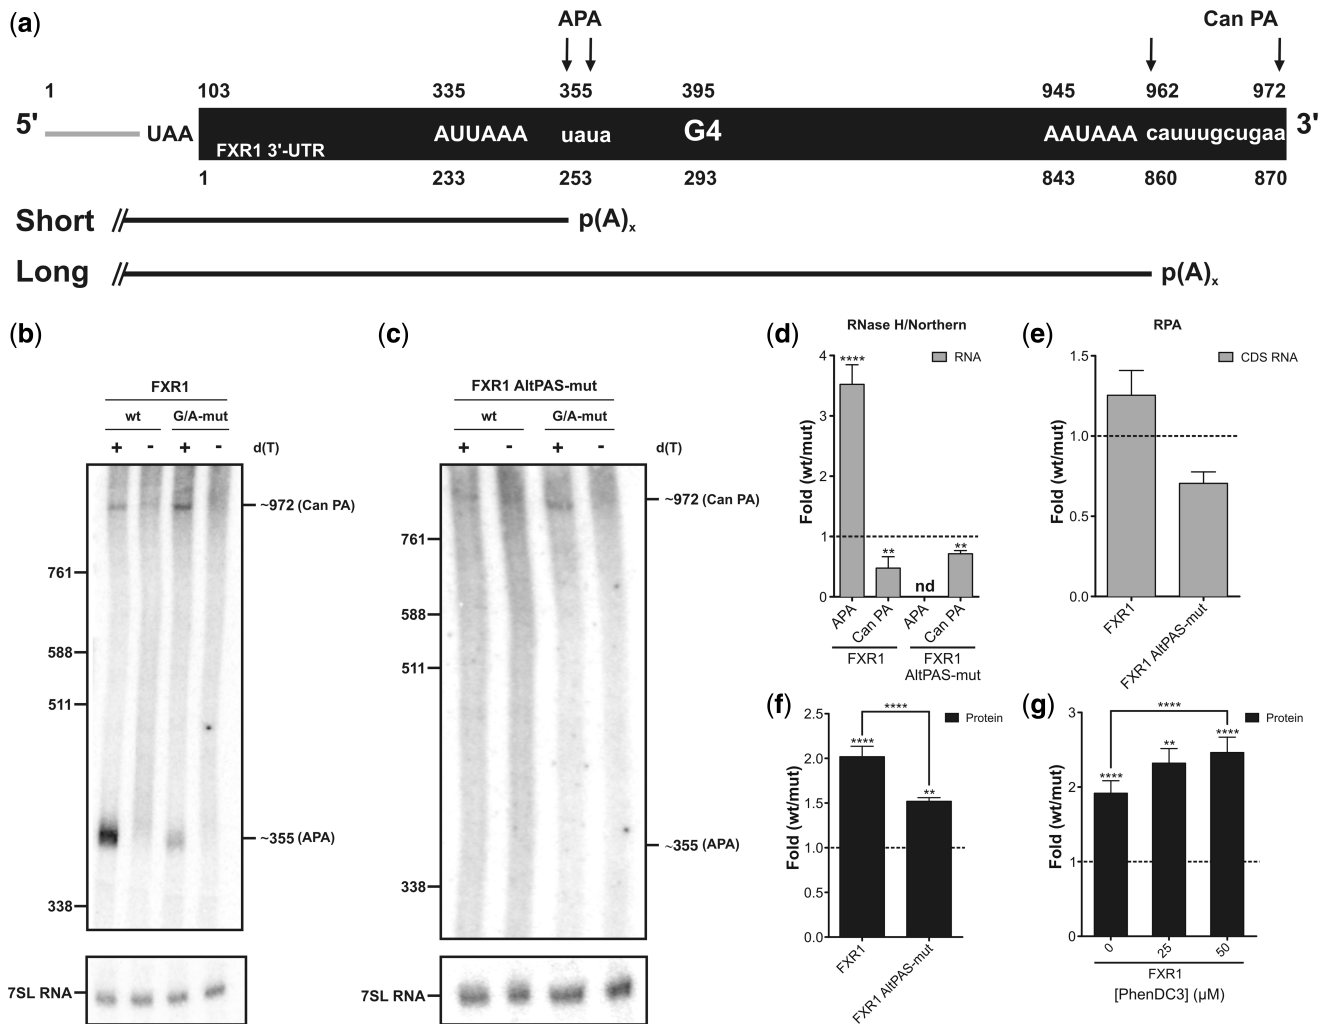 (a)
APA
Can PA
1
103
335
355
395
945
962
972
5'
UAA
AUUAAA
uaua
G4
AAUAAA
cauuugcugaa
3'
FXR1 3'-UTR
1
233
253
293
843
860
870
Short
//
p(A)x
Long
//
p(A)x
(b)
FXR1
wt
G/A-mut
+
-
+
-
d(T)
~972 (Can PA)
761
588
511
~355 (APA)
338
7SL RNA
(c)
FXR1 AltPAS-mut
wt
G/A-mut
+
-
+
-
d(T)
~972 (Can PA)
761
588
511
~355 (APA)
338
7SL RNA
(d)
RNase H/Northern
RNA
Fold (wt/mut)
4
3
2
1
0
****
**
nd
**
APA
Can PA
APA
Can PA
FXR1
FXR1
AltPAS-mut
(e)
RPA
CDS RNA
Fold (wt/mut)
1.5
1.0
0.5
0.0
FXR1
FXR1 AltPAS-mut
(f)
Protein
Fold (wt/mut)
2.5
2.0
1.5
1.0
0.5
0.0
****
****
**
FXR1
FXR1 AltPAS-mut
(g)
Protein
Fold (wt/mut)
3
2
1
0
****
****
**
****
0
25
50
FXR1
[PhenDC3] (μM)